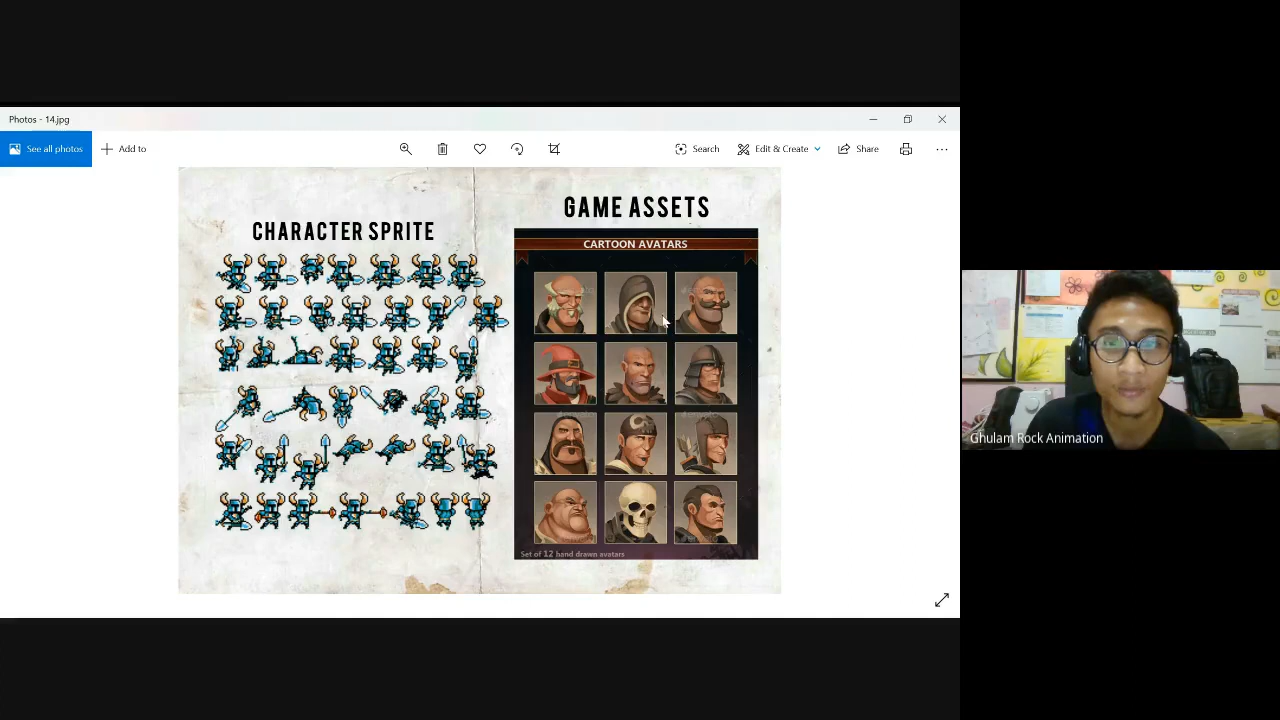 Photos - 14.jpg
See all photos
Add to
Search
Edit & Create
Share
GAME ASSETS
CHARACTER SPRITE
CARTOON AVATARS
Set of 12 hand drawn avatars
Ghulam Rock Animation